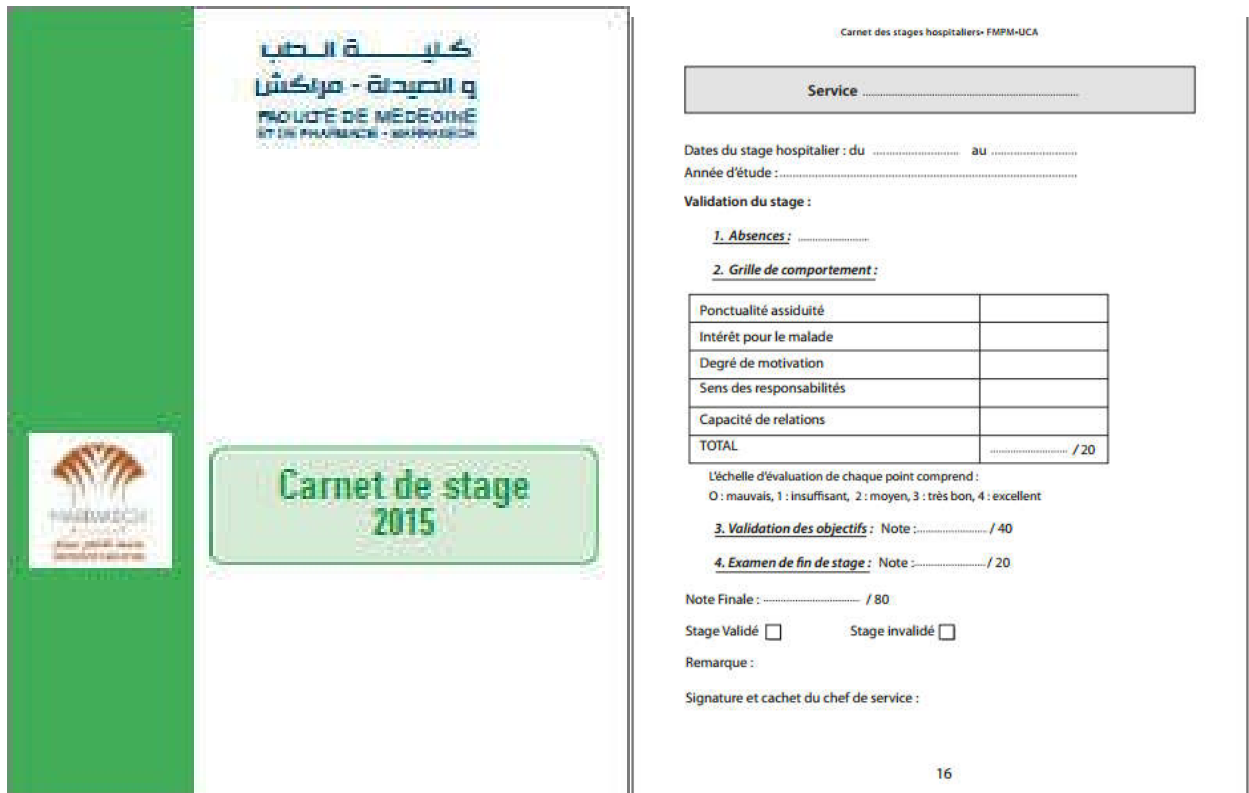 كليــــــة الطب
و الصيدلة - مراكش
FACULTÉ DE MÉDECINE
ET DE PHARMACIE - MARRAKECH
MARRAKECH
Carnet de stage
2015
Carnet des stages hospitaliers• FMPM-UCA
Service ..........................................................
Dates du stage hospitalier : du .......................... au ..........................
Année d'étude :..........................................................................
Validation du stage :
1. Absences : ......................
2. Grille de comportement :
Ponctualité assiduité
Intérêt pour le malade
Degré de motivation
Sens des responsabilités
Capacité de relations
TOTAL .......................... / 20
L'échelle d'évaluation de chaque point comprend :
O : mauvais, 1 : insuffisant, 2 : moyen, 3 : très bon, 4 : excellent
3. Validation des objectifs : Note :...................... / 40
4. Examen de fin de stage : Note :...................... / 20
Note Finale : .............................. / 80
Stage Validé Stage invalidé
Remarque :
Signature et cachet du chef de service :
16